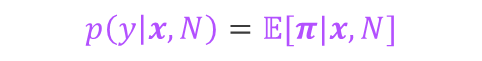 p(y|x, N) = 𝔼[π|x, N]